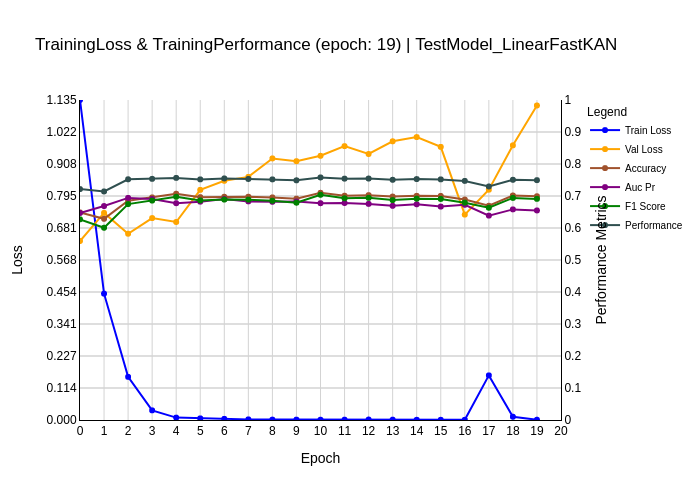 TrainingLoss & TrainingPerformance (epoch: 19) | TestModel_LinearFastKAN
1.135
1.022
0.908
0.795
0.681
0.568
0.454
0.341
0.227
0.114
0.000
Loss
0 1 2 3 4 5 6 7 8 9 10 11 12 13 14 15 16 17 18 19 20
Epoch
1
0.9
0.8
0.7
0.6
0.5
0.4
0.3
0.2
0.1
0
Performance Metrics
Legend
Train Loss
Val Loss
Accuracy
Auc Pr
F1 Score
Performance